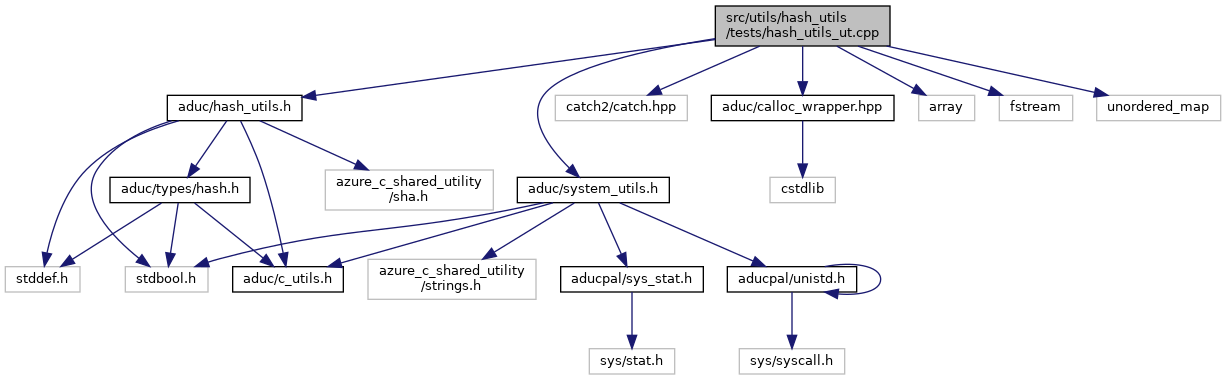 src/utils/hash_utils
/tests/hash_utils_ut.cpp
aduc/hash_utils.h
catch2/catch.hpp
aduc/calloc_wrapper.hpp
array
fstream
unordered_map
aduc/types/hash.h
azure_c_shared_utility
/sha.h
aduc/system_utils.h
cstdlib
stddef.h
stdbool.h
aduc/c_utils.h
azure_c_shared_utility
/strings.h
aducpal/sys_stat.h
aducpal/unistd.h
sys/stat.h
sys/syscall.h